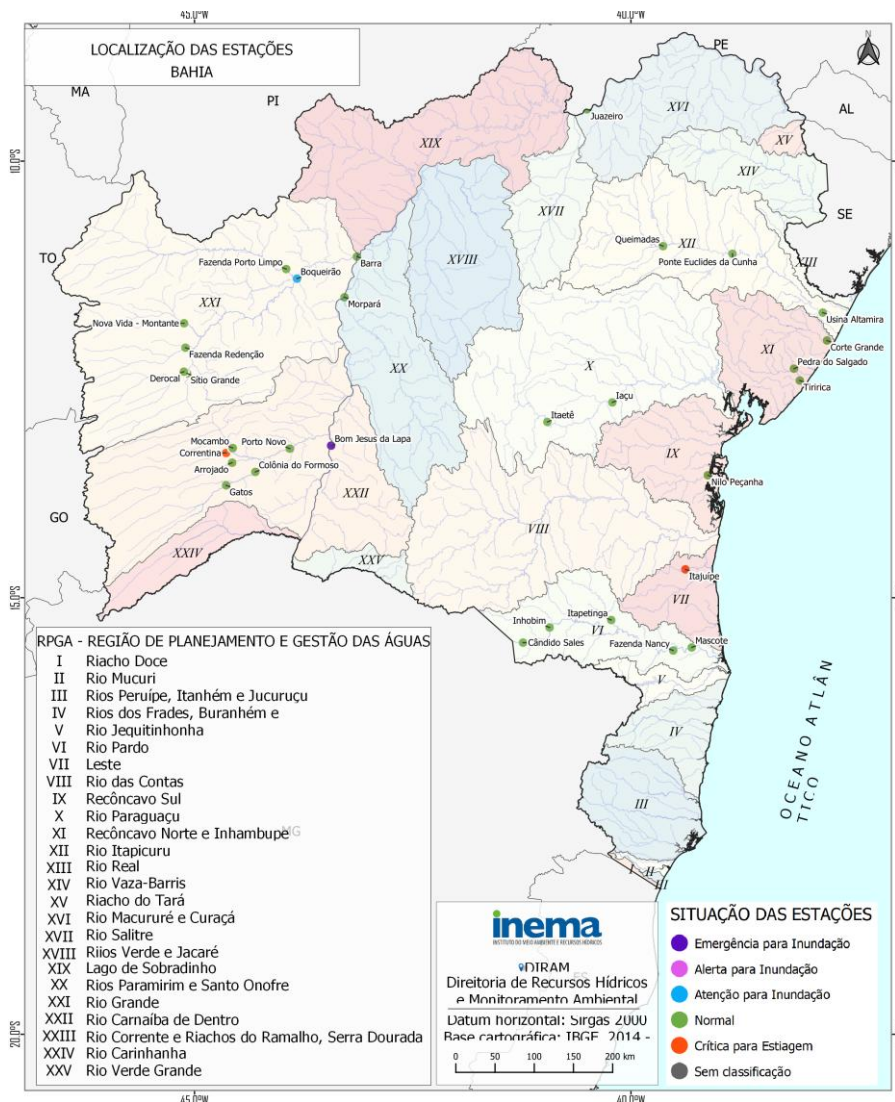 45.0°W
40.0°W
LOCALIZAÇÃO DAS ESTAÇÕES
BAHIA
N
PE
MA
PI
AL
SE
TO
GO
MG
ES
10.0°S
15.0°S
20.0°S
XVI
Juazeiro
XIX
XV
XIV
XVII
XVIII
Queimadas
XII
Ponte Euclides da Cunha
XIII
Fazenda Porto Limpo
Boqueirão
Barra
Morpará
XXI
Nova Vida - Montante
Usina Altamira
Corte Grande
XI
Pedra do Salgado
Tiririca
Fazenda Redenção
Derocal
Sítio Grande
XX
X
Iaçu
Itaetê
Mocambo
Porto Novo
Bom Jesus da Lapa
Correntina
Arrojado
Colônia do Formoso
Gatos
XXII
IX
Nilo Peçanha
VIII
XXIV
XXV
Itajuípe
VII
Inhobim
Itapetinga
VI
Cândido Sales
Fazenda Nancy
Mascote
V
IV
III
I
II
III
OCEANO ATLÂN
TICO
RPGA - REGIÃO DE PLANEJAMENTO E GESTÃO DAS ÁGUAS
I Riacho Doce
II Rio Mucuri
III Rios Peruípe, Itanhém e Jucuruçu
IV Rios dos Frades, Buranhém e
V Rio Jequitinhonha
VI Rio Pardo
VII Leste
VIII Rio das Contas
IX Recôncavo Sul
X Rio Paraguaçu
XI Recôncavo Norte e Inhambupe
XII Rio Itapicuru
XIII Rio Real
XIV Rio Vaza-Barris
XV Riacho do Tará
XVI Rio Macururé e Curaçá
XVII Rio Salitre
XVIII Riios Verde e Jacaré
XIX Lago de Sobradinho
XX Rios Paramirim e Santo Onofre
XXI Rio Grande
XXII Rio Carnaíba de Dentro
XXIII Rio Corrente e Riachos do Ramalho, Serra Dourada
XXIV Rio Carinhanha
XXV Rio Verde Grande
inema
INSTITUTO DO MEIO AMBIENTE E RECURSOS HÍDRICOS
DIRAM
Direitoria de Recursos Hídricos
e Monitoramento Ambiental
Datum horizontal: Sirgas 2000
Base cartográfica: IBGE, 2014 -
0 50 100 150 200 km
SITUAÇÃO DAS ESTAÇÕES
Emergência para Inundação
Alerta para Inundação
Atenção para Inundação
Normal
Crítica para Estiagem
Sem classificação
45.0°W
40.0°W